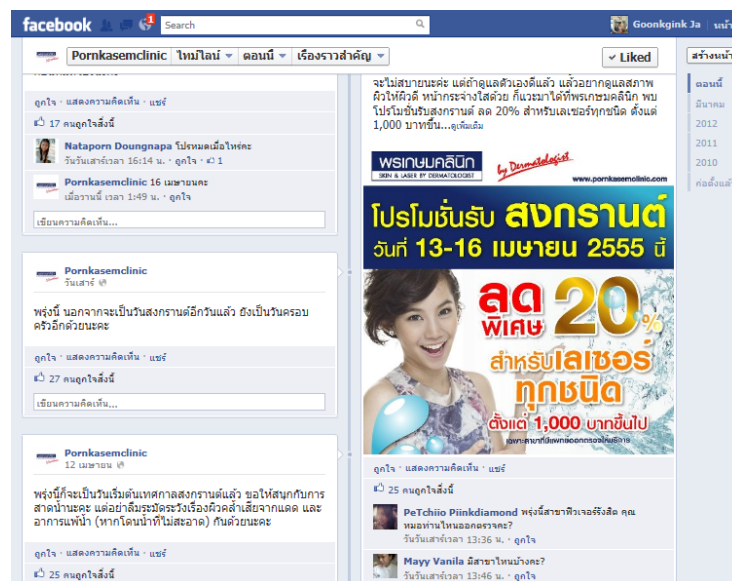 facebook
1
Search
Goonkgink Ja
หน้า
Pornkasemclinic
ไทม์ไลน์
ตอนนี้
เรื่องราวสำคัญ
Liked
สร้างหน้า
ตอนนี้
มีนาคม
2012
2011
2010
ก่อตั้งแล้ว
ถูกใจ · แสดงความคิดเห็น · แชร์
17 คนถูกใจสิ่งนี้
Nataporn Doungnapa โปรหมดเมื่อไหร่คะ
วันวันเสาร์เวลา 16:14 น. · ถูกใจ · 1
Pornkasemclinic 16 เมษายนคะ
เมื่อวานนี้ เวลา 1:49 น. · ถูกใจ
เขียนความคิดเห็น...
Pornkasemclinic
วันเสาร์
พรุ่งนี้ นอกจากจะเป็นวันสงกรานต์อีกวันแล้ว ยังเป็นวันครอบ
ครัวอีกด้วยนะคะ
ถูกใจ · แสดงความคิดเห็น · แชร์
27 คนถูกใจสิ่งนี้
เขียนความคิดเห็น...
Pornkasemclinic
12 เมษายน
พรุ่งนี้ก็จะเป็นวันเริ่มต้นเทศกาลสงกรานต์แล้ว ขอให้สนุกกับการ
สาดน้ำนะคะ แต่อย่าลืมระมัดระวังเรื่องผิวคล้ำเสียจากแดด และ
อาการแพ้น้ำ (หากโดนน้ำที่ไม่สะอาด) กันด้วยนะคะ
ถูกใจ · แสดงความคิดเห็น · แชร์
25 คนถูกใจสิ่งนี้
จะไม่สบายนะค่ะ แต่ถ้าดูแลตัวเองดีแล้ว แล้วอยากดูแลสภาพ
ผิวให้ผิวดี หน้ากระจ่างใสด้วย ก็แวะมาได้ที่พรเกษมคลินิก พบ
โปรโมชั่นรับสงกรานต์ ลด 20% สำหรับเลเซอร์ทุกชนิด ตั้งแต่
1,000 บาทขึ้น...ดูเพิ่มเติม
พรเกษมคลินิก
SKIN & LASER BY DERMATOLOGIST
by Dermatologist
www.pornkasemclinic.com
โปรโมชั่นรับ สงกรานต์
วันที่ 13-16 เมษายน 2555 นี้
ลด 20%
พิเศษ
สำหรับเลเซอร์
ทุกชนิด
ตั้งแต่ 1,000 บาทขึ้นไป
ถูกใจ · แสดงความคิดเห็น · แชร์
25 คนถูกใจสิ่งนี้
PeTchiio Piinkdiamond พรุ่งนี้สาขาฟิวเจอร์รังสิต คุณ
หมอท่านไหนออกตรวจคะ?
วันวันเสาร์เวลา 13:36 น. · ถูกใจ
Mayy Vanila มีสาขาไหนบ้างคะ?
วันวันเสาร์เวลา 13:46 น. · ถูกใจ